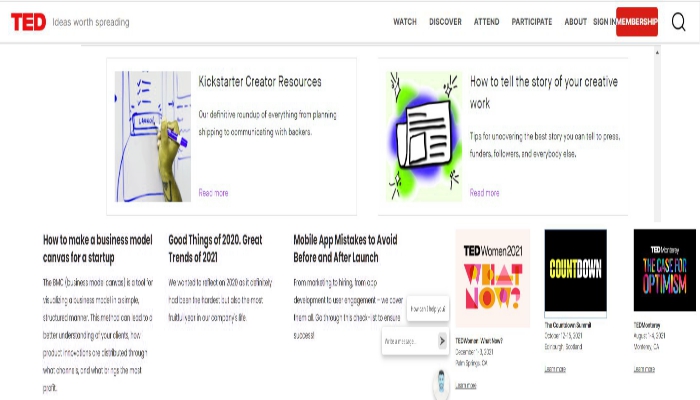 TED Ideas worth spreading
WATCH DISCOVER ATTEND PARTICIPATE ABOUT SIGN IN MEMBERSHIP
Kickstarter Creator Resources
Our definitive roundup of everything from planning
shipping to communicating with backers.
Read more
How to tell the story of your creative
work
Tips for uncovering the best story you can tell to press,
funders, followers, and everybody else.
Read more
How to make a business model
canvas for a startup
The BMC (business model canvas) is a tool for
visualizing a business model in a simple,
structured manner. This method can lead to a
better understanding of your clients, how
product innovations are distributed through
what channels, and what brings the most
profit.
Good Things of 2020. Great
Trends of 2021
We wanted to reflect on 2020 as it definitely
had been the hardest but also the most
fruitful year in our company's life.
Mobile App Mistakes to Avoid
Before and After Launch
From marketing to hiring, from app
development to user engagement – we cover
them all. Go through this check-list to ensure
success!
How can I help you?
Write a message...
TEDWomen2021
WHAT
NOW?
TEDWomen: What Now?
December 1-3, 2021
Palm Springs, CA
Learn more
COUNTDOWN
The Countdown Summit
October 12-15, 2021
Edinburgh, Scotland
Learn more
TEDMonterey
THE CASE FOR
OPTIMISM
TEDMonterey
August 1-4, 2021
Monterey, CA
Learn more